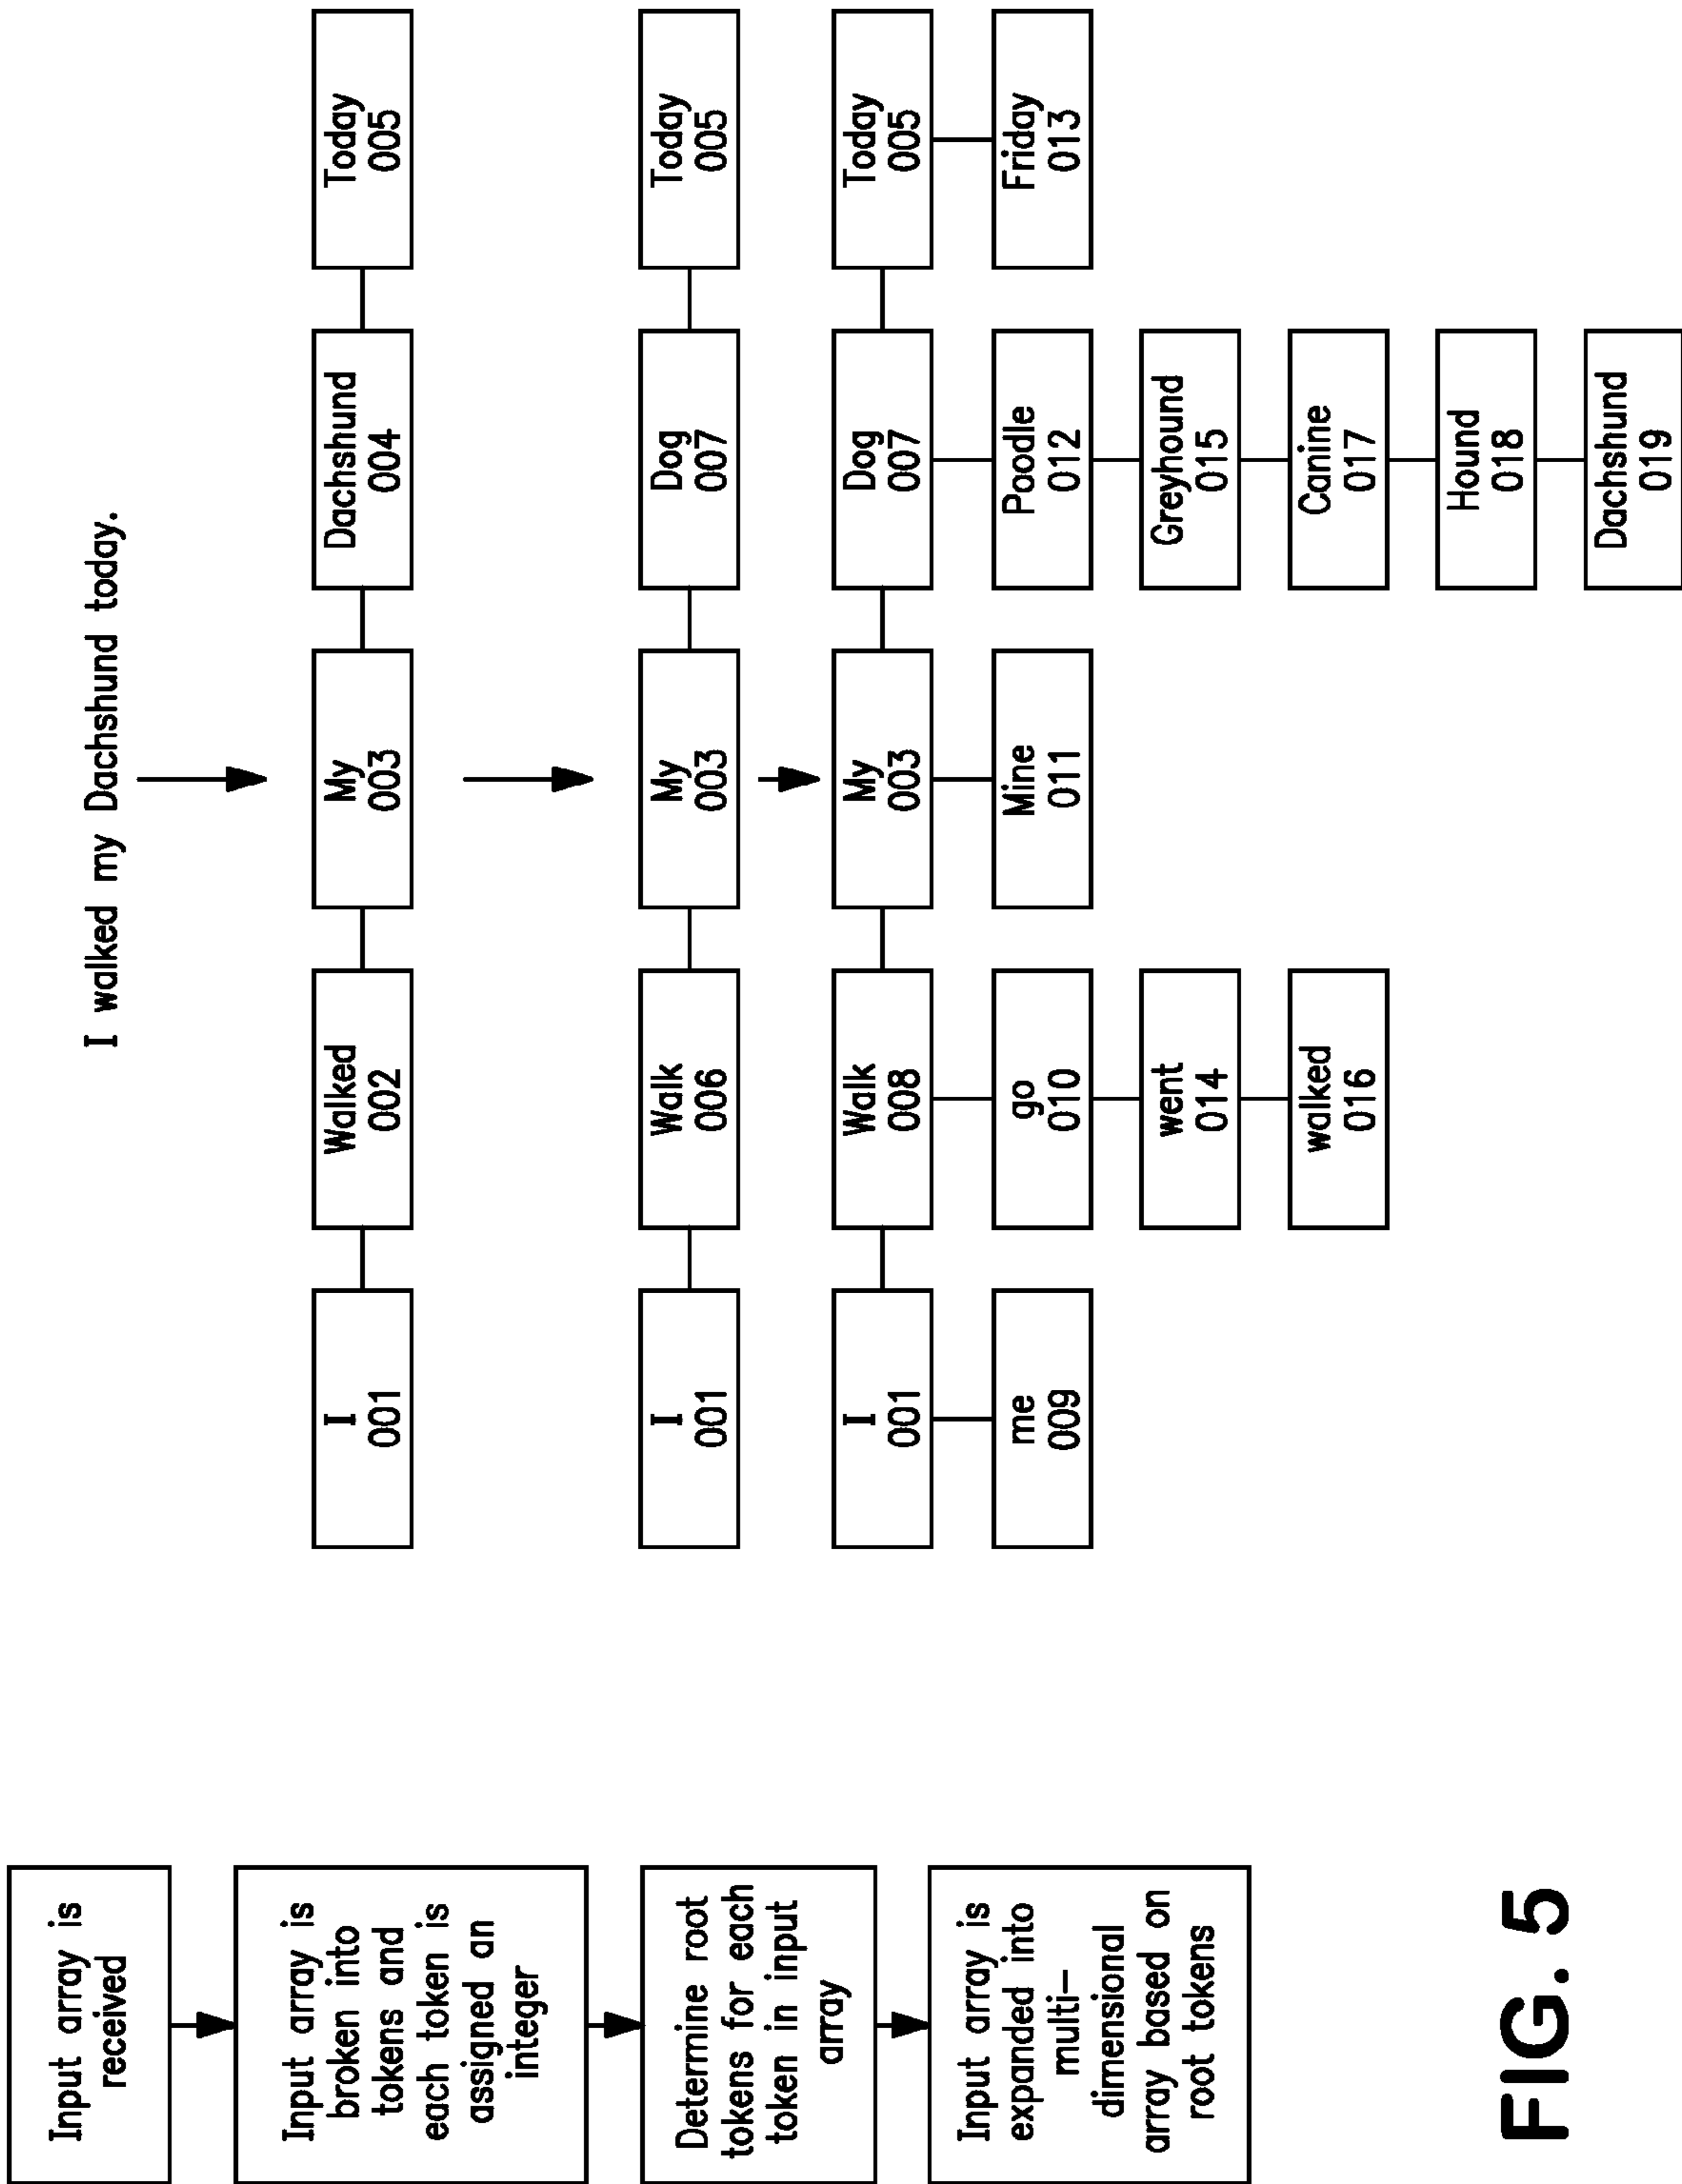 Input array is
received
Input array is
broken into
tokens and
each token is
assigned an
integer
Determine root
tokens for each
token in input
array
Input array is
expanded into
multi–
dimensional
array based on
root tokens
I walked my Dachshund today.
I
001
Walked
002
My
003
Dachshund
004
Today
005
I
001
Walk
006
My
003
Dog
007
Today
005
I
001
Walk
008
My
003
Dog
007
Today
005
me
009
go
010
Mine
011
Poodle
012
Friday
013
went
014
Greyhound
015
walked
016
Canine
017
Hound
018
Dachshund
019
FIG. 5